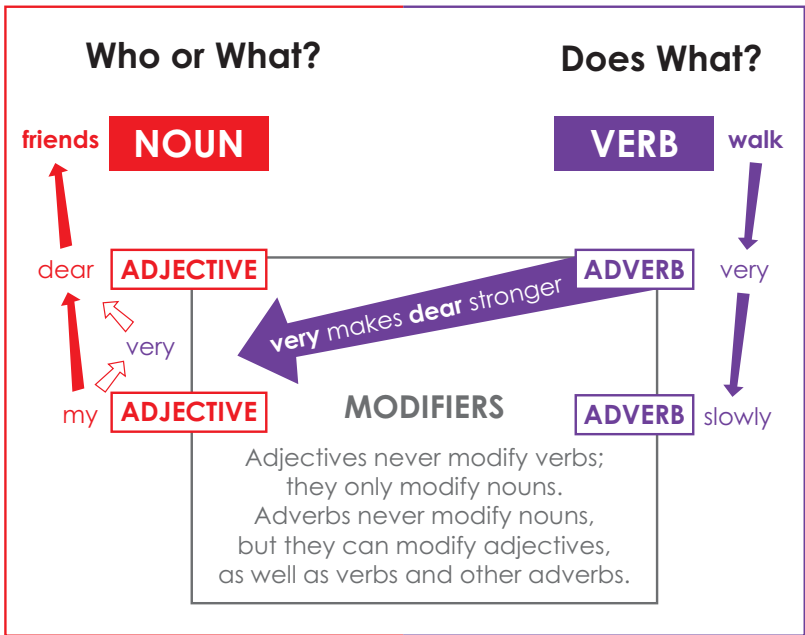 Who or What?
Does What?
friends NOUN
VERB walk
dear ADJECTIVE
ADVERB very
very makes dear stronger
very
my ADJECTIVE
MODIFIERS
ADVERB slowly
Adjectives never modify verbs;
they only modify nouns.
Adverbs never modify nouns,
but they can modify adjectives,
as well as verbs and other adverbs.